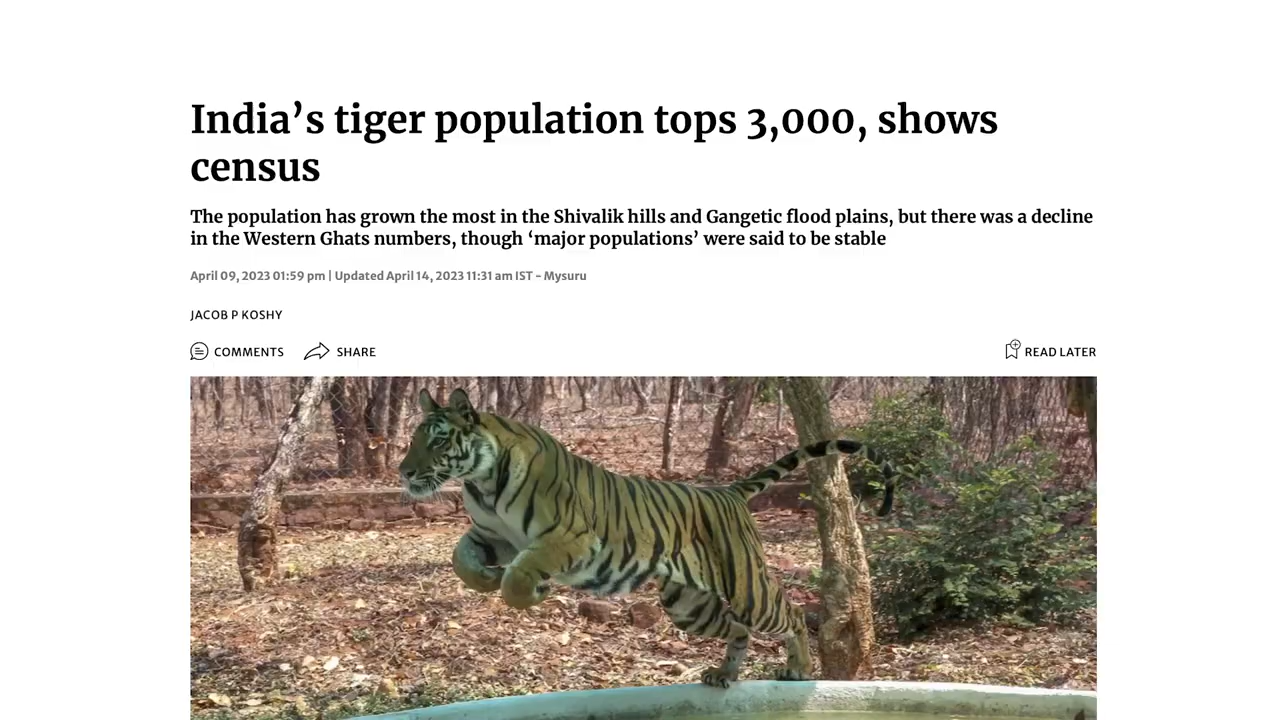 India’s tiger population tops 3,000, shows
census
The population has grown the most in the Shivalik hills and Gangetic flood plains, but there was a decline
in the Western Ghats numbers, though ‘major populations’ were said to be stable
April 09, 2023 01:59 pm | Updated April 14, 2023 11:31 am IST - Mysuru
JACOB P KOSHY
COMMENTS SHARE READ LATER